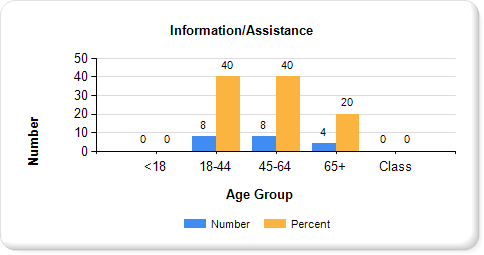 Information/Assistance
Number
50
40
30
20
10
0
0 0 8 40 8 40 4 20 0 0
<18 18-44 45-64 65+ Class
Age Group
Number Percent